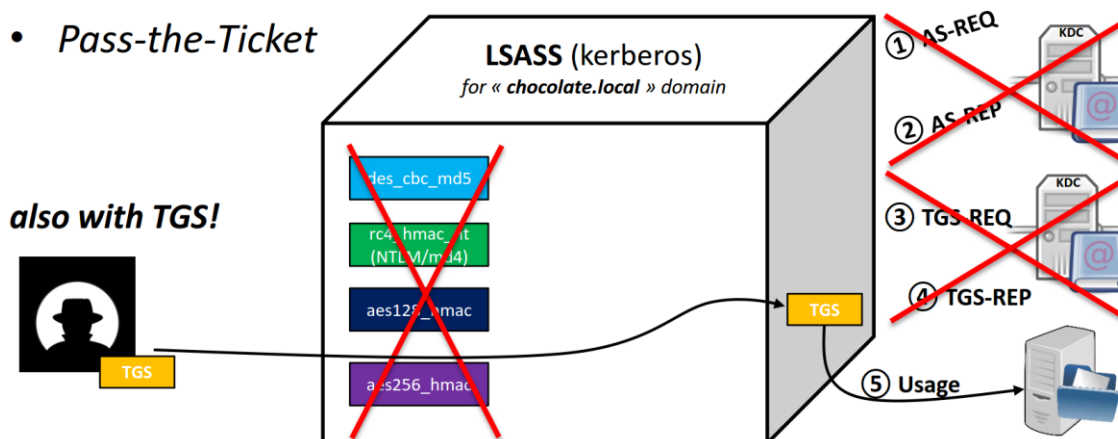 • Pass-the-Ticket
LSASS (kerberos)
for « chocolate.local » domain
① AS-REQ
KDC
@
② AS-REP
des_cbc_md5
also with TGS!
rc4_hmac_nt
(NTLM/md4)
③ TGS-REQ
KDC
@
aes128_hmac
④ TGS-REP
TGS
TGS
aes256_hmac
⑤ Usage